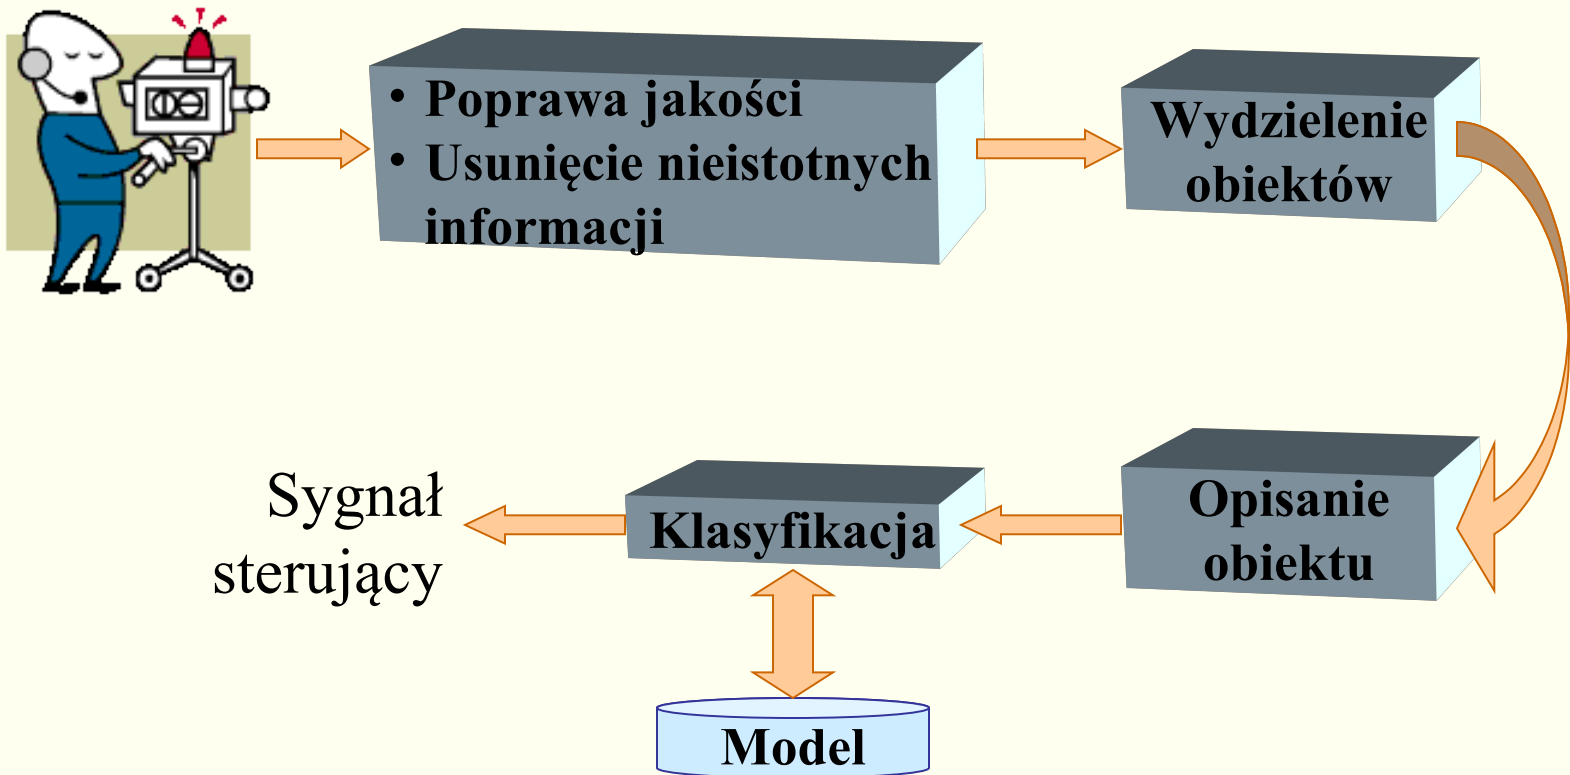 • Poprawa jakości
• Usunięcie nieistotnych
informacji
Wydzielenie
obiektów
Opisanie
obiektu
Klasyfikacja
Sygnał
sterujący
Model